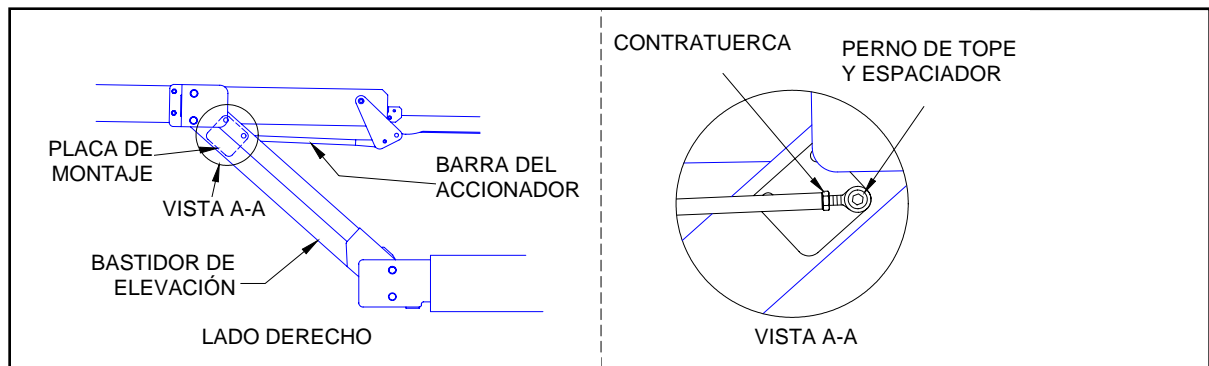 PLACA DE
MONTAJE
VISTA A-A
BARRA DEL
ACCIONADOR
BASTIDOR DE
ELEVACIÓN
LADO DERECHO
CONTRATUERCA
PERNO DE TOPE
Y ESPACIADOR
VISTA A-A